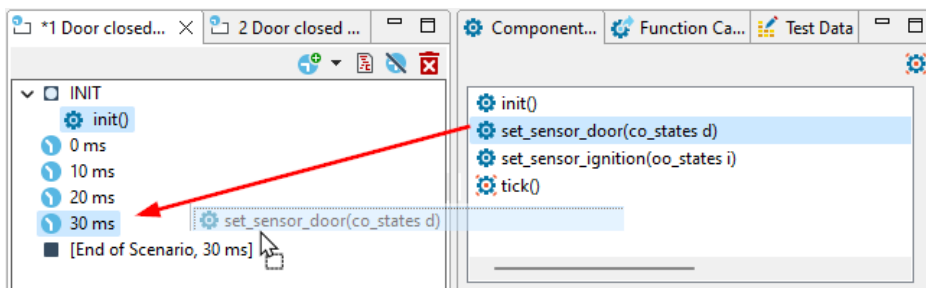 *1 Door closed...
2 Door closed ...
INIT
init()
0 ms
10 ms
20 ms
30 ms
[End of Scenario, 30 ms]
set_sensor_door(co_states d)
Component...
Function Ca...
Test Data
init()
set_sensor_door(co_states d)
set_sensor_ignition(oo_states i)
tick()